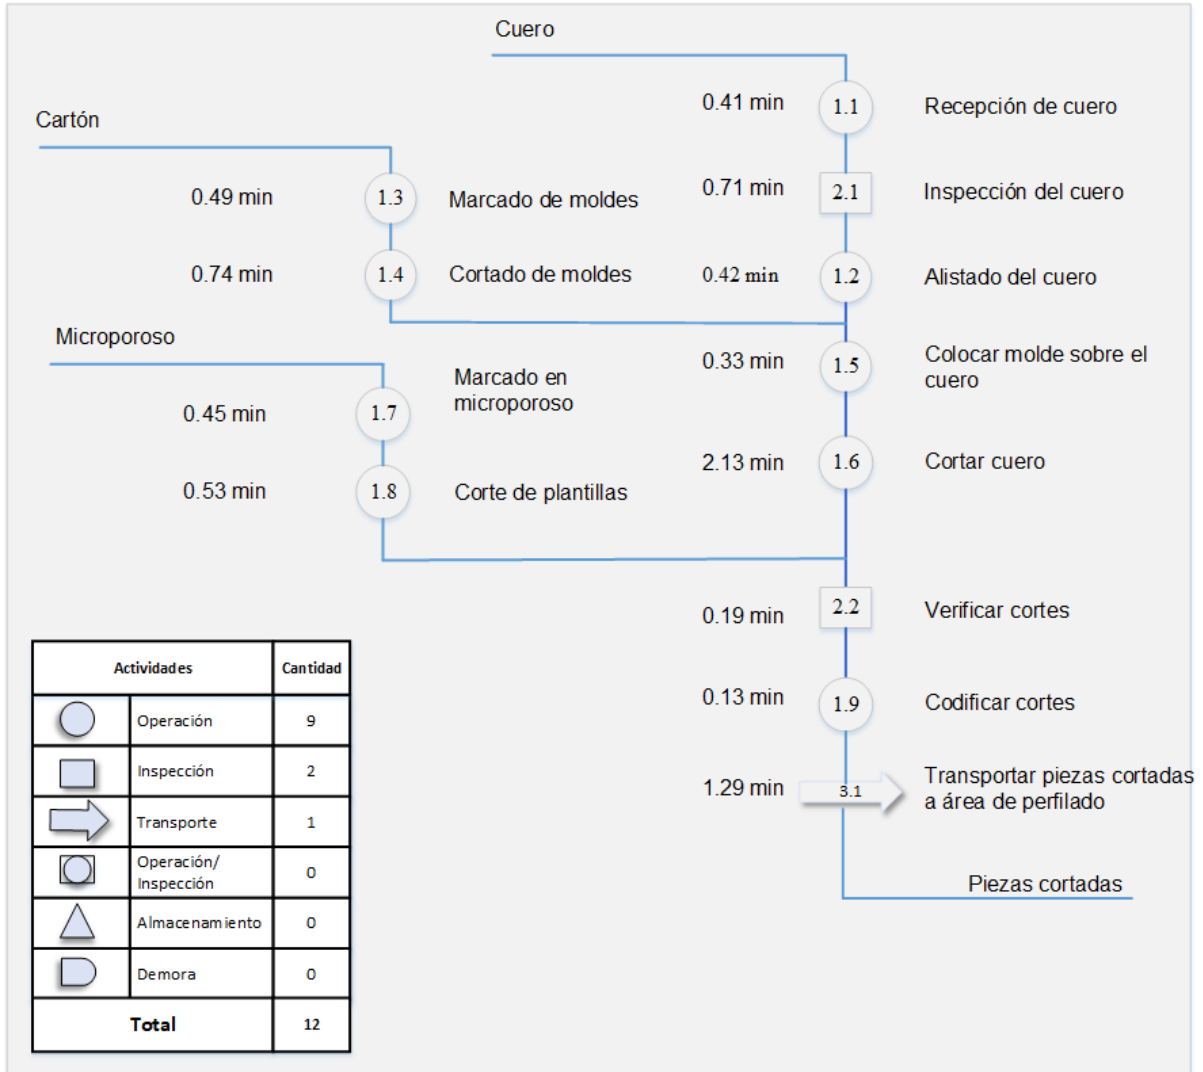 Cuero
0.41 min
1.1
Recepción de cuero
Cartón
0.49 min
1.3
Marcado de moldes
0.71 min
2.1
Inspección del cuero
0.74 min
1.4
Cortado de moldes
0.42 min
1.2
Alistado del cuero
Microporoso
0.33 min
1.5
Colocar molde sobre el
cuero
0.45 min
1.7
Marcado en
microporoso
2.13 min
1.6
Cortar cuero
0.53 min
1.8
Corte de plantillas
0.19 min
2.2
Verificar cortes
0.13 min
1.9
Codificar cortes
1.29 min
3.1
Transportar piezas cortadas
a área de perfilado
Piezas cortadas
Actividades Cantidad
Operación 9
Inspección 2
Transporte 1
Operación/
Inspección 0
Almacenamiento 0
Demora 0
Total 12